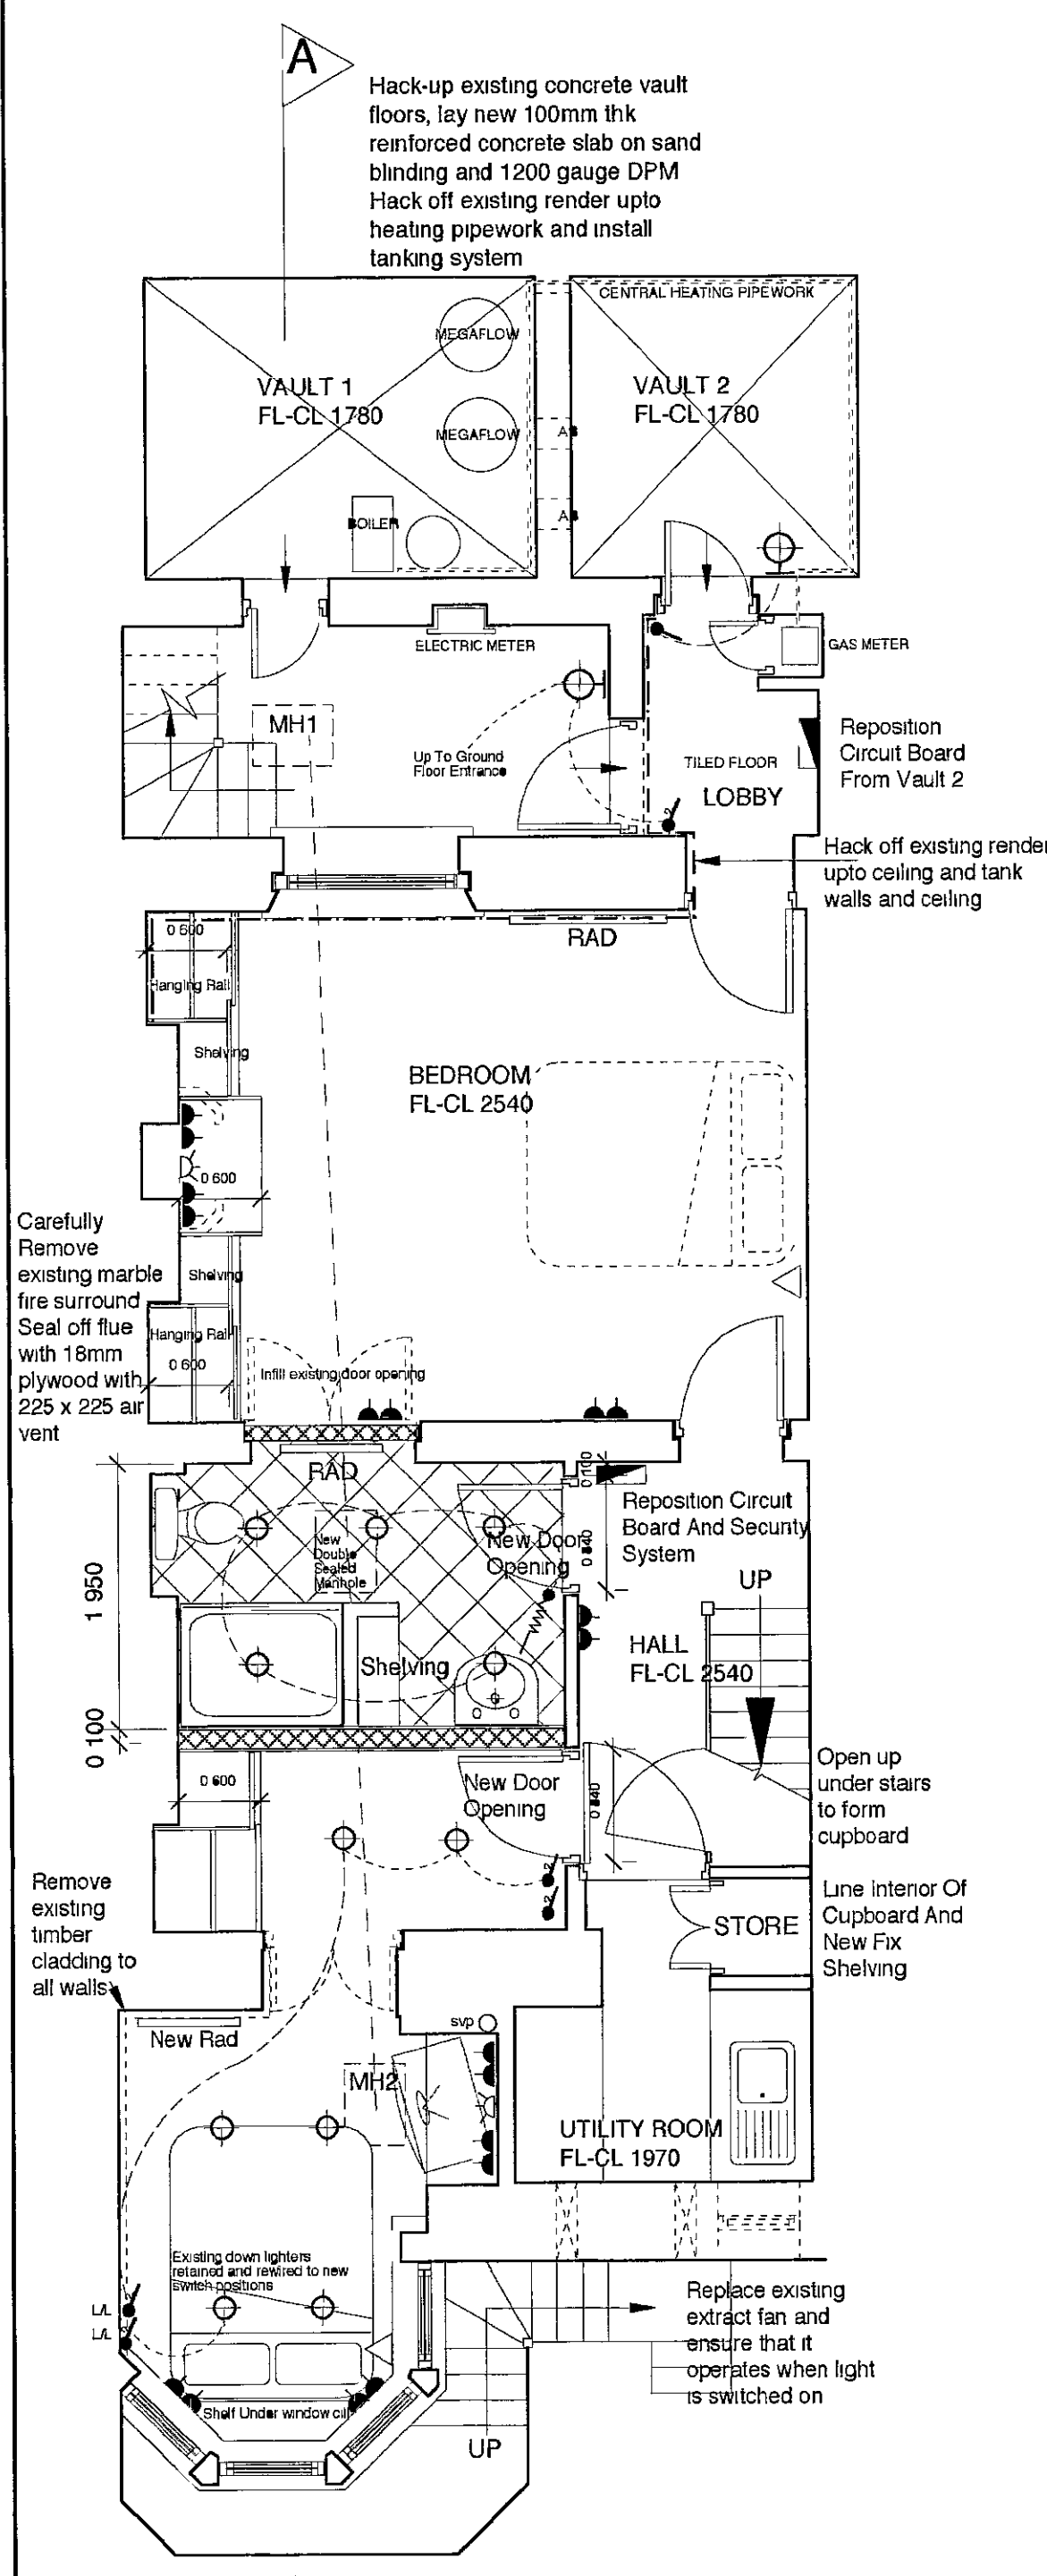 A
Hack-up existing concrete vault
floors, lay new 100mm thk
reinforced concrete slab on sand
blinding and 1200 gauge DPM
Hack off existing render upto
heating pipework and install
tanking system
CENTRAL HEATING PIPEWORK
MEGAFLOW
VAULT 1
FL-CL 1780
VAULT 2
FL-CL 1780
MEGAFLOW
BOILER
ELECTRIC METER
GAS METER
MH1
Up To Ground
Floor Entrance
TILED FLOOR
LOBBY
Reposition
Circuit Board
From Vault 2
2
Hack off existing render
upto ceiling and tank
walls and ceiling
RAD
0 600
Hanging Rail
Shelving
BEDROOM
FL-CL 2540
0 600
Carefully
Remove
existing marble
fire surround
Seal off flue
with 18mm
plywood with
225 x 225 air
vent
Shelving
Hanging Rail
0 600
Infill existing door opening
RAD
0 100
Reposition Circuit
Board And Security
System
New
Double
Sealed
Manhole
New Door
Opening
0 840
UP
1 950
HALL
FL-CL 2540
Shelving
0 100
0 600
New Door
Opening
0 840
Open up
under stairs
to form
cupboard
2
2
Remove
existing
timber
cladding to
all walls
STORE
Line Interior Of
Cupboard And
New Fix
Shelving
New Rad
svp
MH2
UTILITY ROOM
FL-CL 1970
Existing down lighters
retained and rewired to new
switch positions
L/L
L/L
Replace existing
extract fan and
ensure that it
operates when light
is switched on
Shelf Under window cill
UP